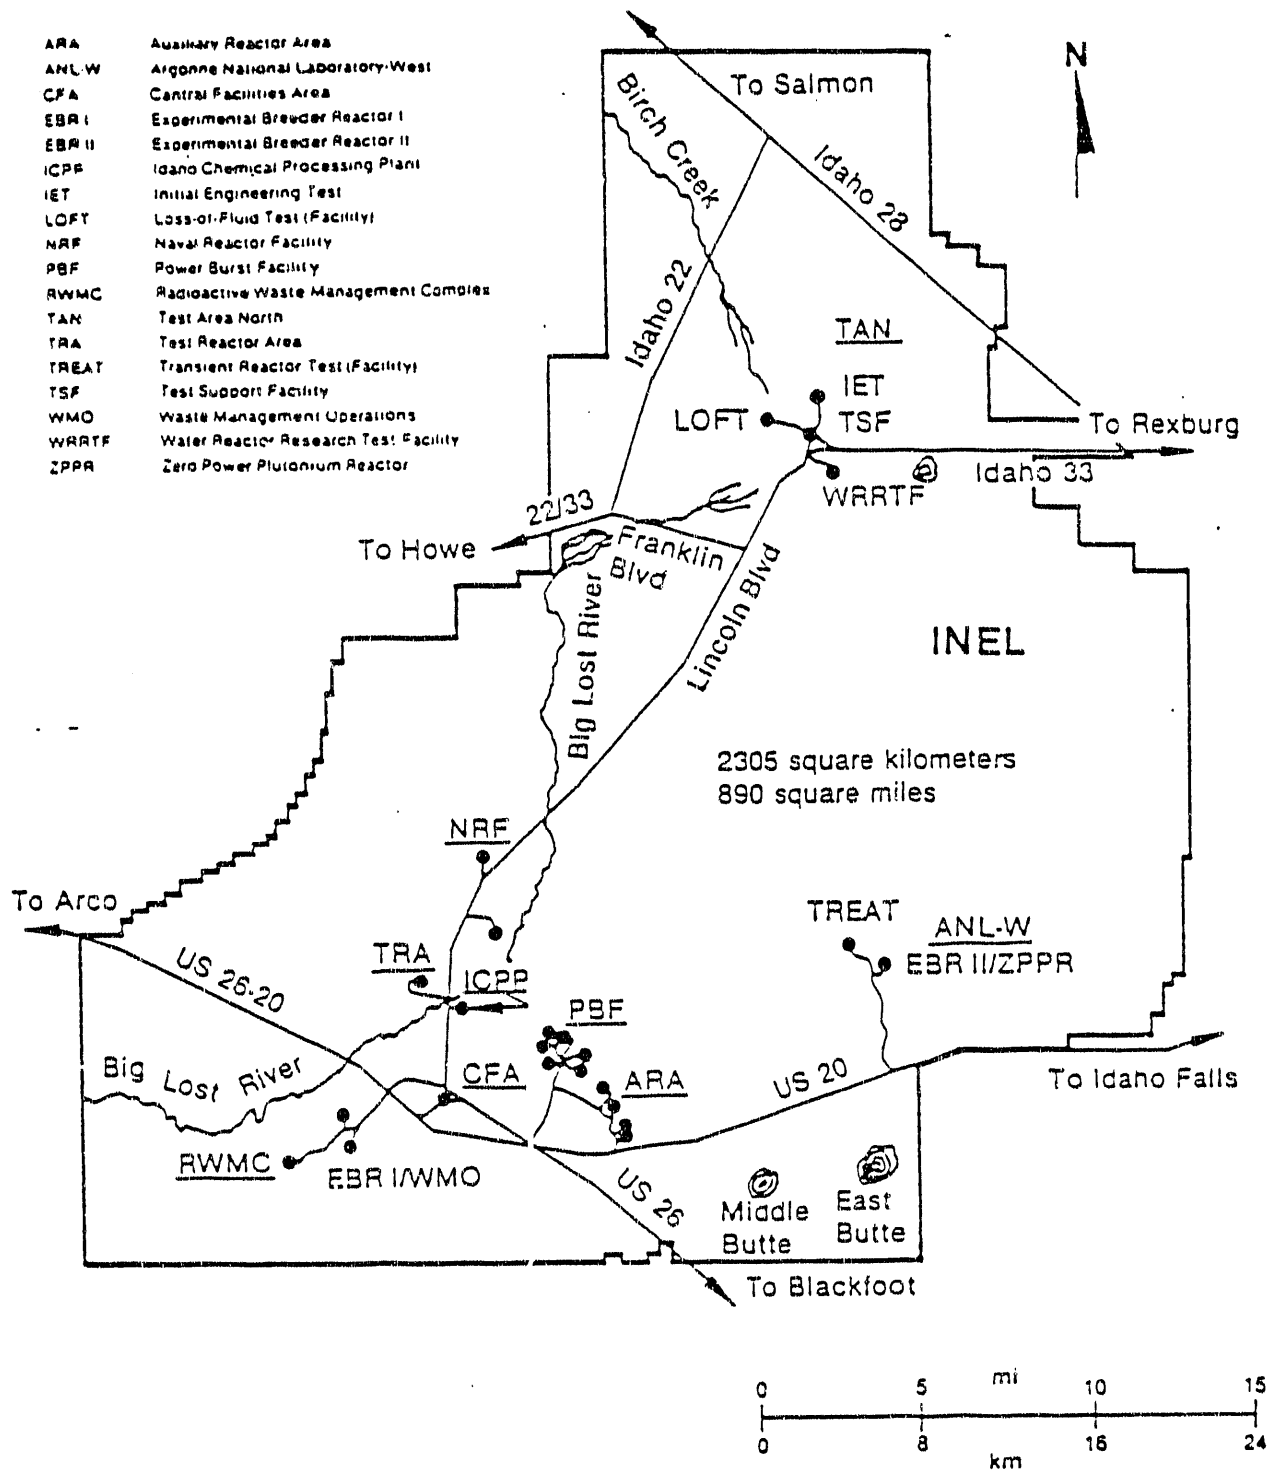 ARA Auxiliary Reactor Area
ANL-W Argonne National Laboratory-West
CFA Central Facilities Area
EBR I Experimental Breeder Reactor I
EBR II Experimental Breeder Reactor II
ICPP Idaho Chemical Processing Plant
IET Initial Engineering Test
LOFT Loss-of-Fluid Test (Facility)
NRF Naval Reactor Facility
PBF Power Burst Facility
RWMC Radioactive Waste Management Complex
TAN Test Area North
TRA Test Reactor Area
TREAT Transient Reactor Test (Facility)
TSF Test Support Facility
WMO Waste Management Operations
WRRTF Water Reactor Research Test Facility
ZPPR Zero Power Plutonium Reactor
N
To Salmon
Birch Creek
Idaho 28
Idaho 22
TAN
IET
LOFT
TSF
To Rexburg
Idaho 33
WRRTF
22/33
To Howe
Franklin
Blvd
Lincoln Blvd
Big Lost River
INEL
2305 square kilometers
890 square miles
NRF
To Arco
TREAT
ANL-W
EBR II/ZPPR
US 26-20
TRA
ICPP
PBF
Big Lost River
CFA
ARA
US 20
To Idaho Falls
RWMC
EBR I/WMO
US 26
Middle
Butte
East
Butte
To Blackfoot
0 5 mi 10 15
0 8 16 24
km